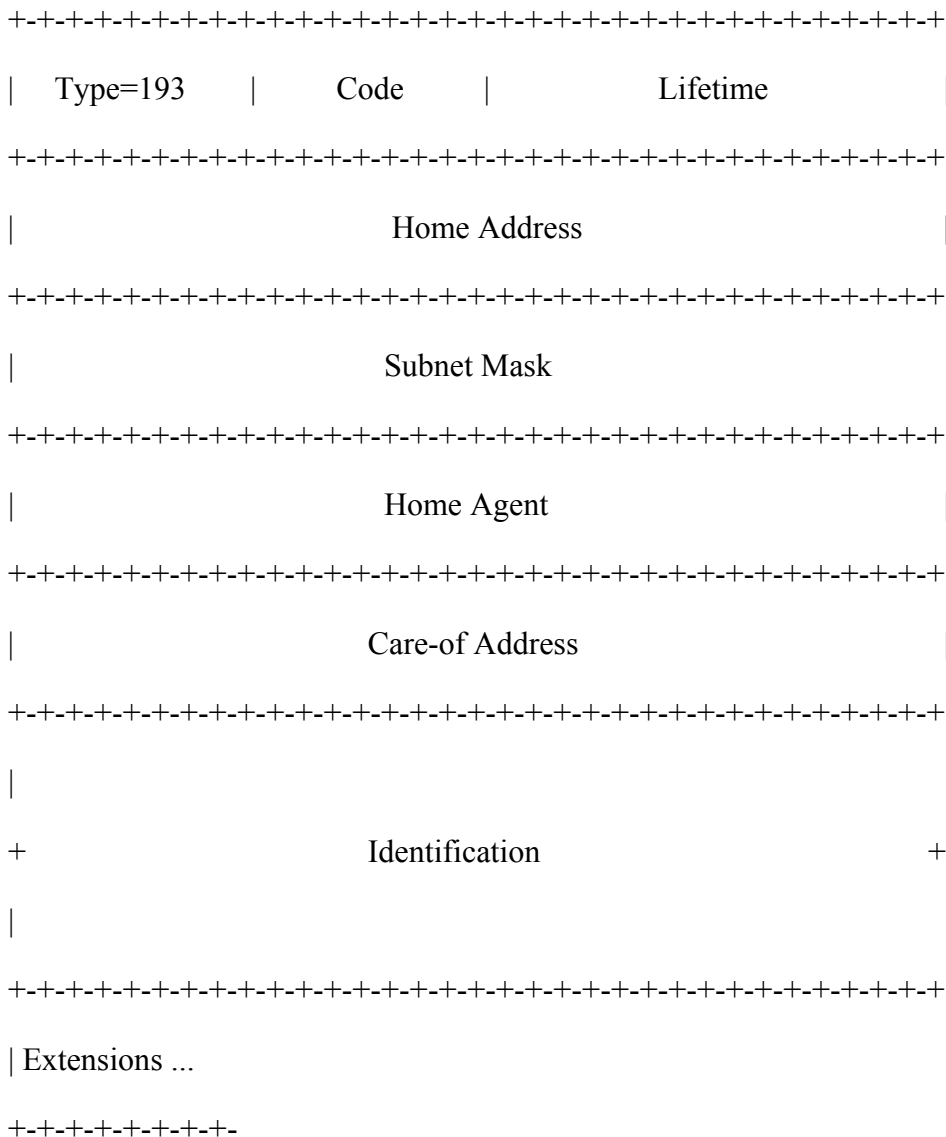 +-+-+-+-+-+-+-+-+-+-+-+-+-+-+-+-+-+-+-+-+-+-+-+-+-+-+-+-+-+-+-+-+
| Type=193 | Code | Lifetime |
+-+-+-+-+-+-+-+-+-+-+-+-+-+-+-+-+-+-+-+-+-+-+-+-+-+-+-+-+-+-+-+-+
| Home Address |
+-+-+-+-+-+-+-+-+-+-+-+-+-+-+-+-+-+-+-+-+-+-+-+-+-+-+-+-+-+-+-+-+
| Subnet Mask
+-+-+-+-+-+-+-+-+-+-+-+-+-+-+-+-+-+-+-+-+-+-+-+-+-+-+-+-+-+-+-+-+
| Home Agent |
+-+-+-+-+-+-+-+-+-+-+-+-+-+-+-+-+-+-+-+-+-+-+-+-+-+-+-+-+-+-+-+-+
| Care-of Address |
+-+-+-+-+-+-+-+-+-+-+-+-+-+-+-+-+-+-+-+-+-+-+-+-+-+-+-+-+-+-+-+-+
|
+ Identification +
|
+-+-+-+-+-+-+-+-+-+-+-+-+-+-+-+-+-+-+-+-+-+-+-+-+-+-+-+-+-+-+-+-+
| Extensions ...
+-+-+-+-+-+-+-+-